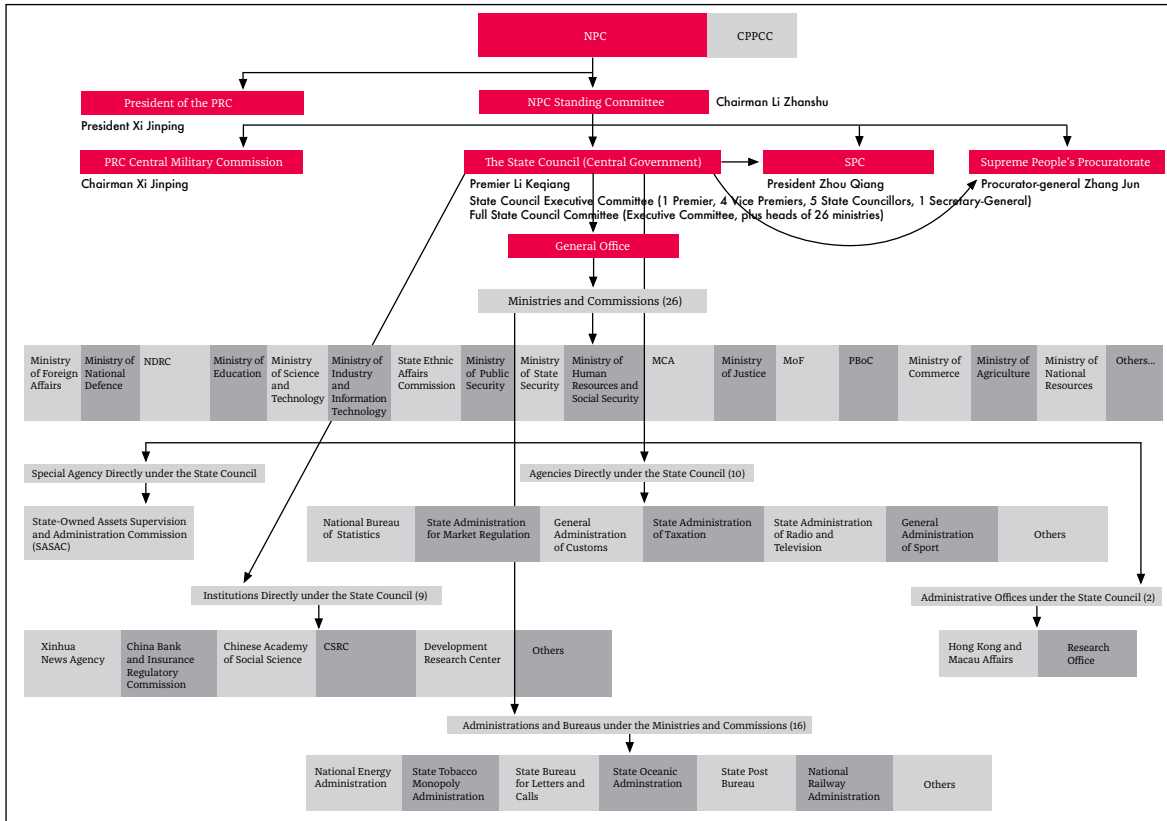 NPC
CPPCC
President of the PRC
President Xi Jinping
NPC Standing Committee
Chairman Li Zhanshu
PRC Central Military Commission
Chairman Xi Jinping
The State Council (Central Government)
Premier Li Keqiang
State Council Executive Committee (1 Premier, 4 Vice Premiers, 5 State Councillors, 1 Secretary-General)
Full State Council Committee (Executive Committee, plus heads of 26 ministries)
SPC
President Zhou Qiang
Supreme People's Procuratorate
Procurator-general Zhang Jun
General Office
Ministries and Commissions (26)
Ministry
of Foreign
Affairs
Ministry of
National
Defence
NDRC
Ministry of
Education
Ministry
of Science
and
Technology
Ministry of
Industry
and
Information
Technology
State Ethnic
Affairs
Commission
Ministry
of Public
Security
Ministry
of State
Security
Ministry of
Human
Resources and
Social Security
MCA
Ministry
of Justice
MoF
PBoC
Ministry of
Commerce
Ministry of
Agriculture
Ministry of
National
Resources
Others...
Special Agency Directly under the State Council
State-Owned Assets Supervision
and Administration Commission
(SASAC)
Agencies Directly under the State Council (10)
National Bureau
of Statistics
State Administration
for Market Regulation
General
Administration
of Customs
State Administration
of Taxation
State Administration
of Radio and
Television
General
Administration
of Sport
Others
Institutions Directly under the State Council (9)
Xinhua
News Agency
China Bank
and Insurance
Regulatory
Commission
Chinese Academy
of Social Science
CSRC
Development
Research Center
Others
Administrative Offices under the State Council (2)
Hong Kong and
Macau Affairs
Research
Office
Administrations and Bureaus under the Ministries and Commissions (16)
National Energy
Administration
State Tobacco
Monopoly
Administration
State Bureau
for Letters and
Calls
State Oceanic
Adminstration
State Post
Bureau
National
Railway
Administration
Others